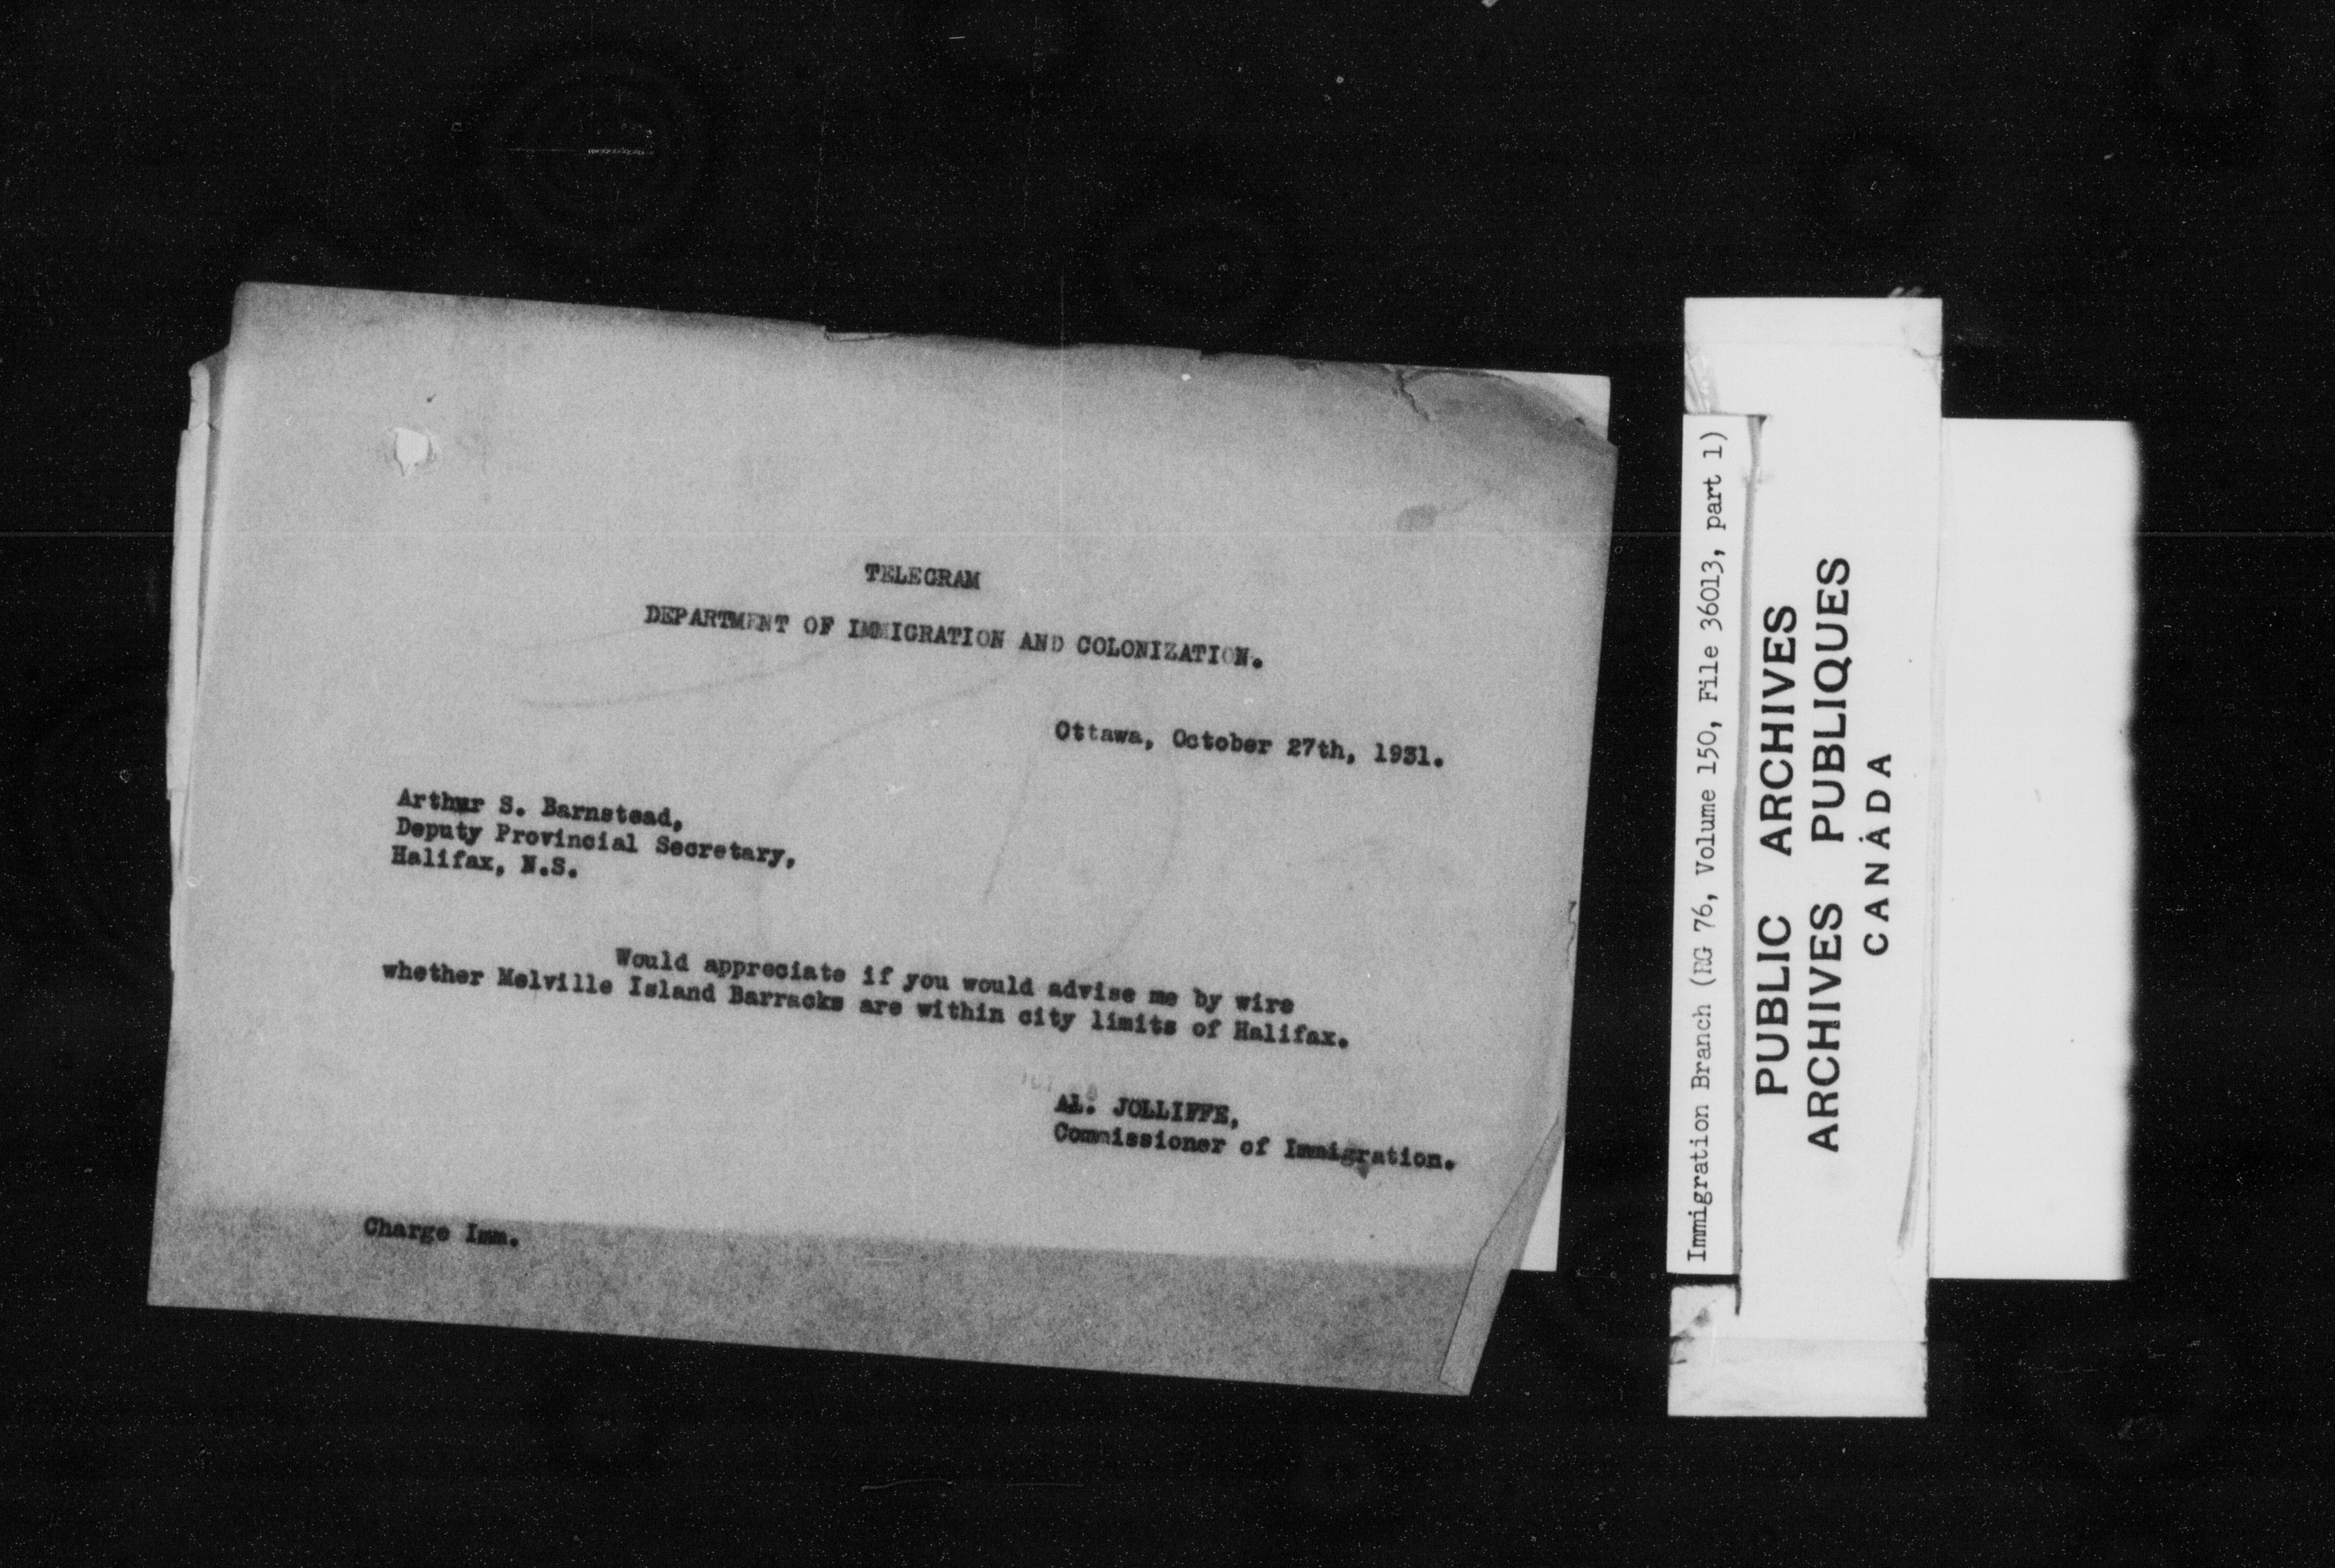 TELEGRAM
DEPARTMENT OF IMMIGRATION AND COLONIZATION.
Ottawa, October 27th, 1931.
Arthur S. Barnstead,
Deputy Provincial Secretary,
Halifax, N.S.
Would appreciate if you would advise me by wire
whether Melville Island Barracks are within city limits of Halifax.
AL. JOLLIFFE,
Commissioner of Immigration.
Charge Imm.
Immigration Branch (RG 76, Volume 150, File 36013, part 1)
PUBLIC ARCHIVES
ARCHIVES PUBLIQUES
CANADA